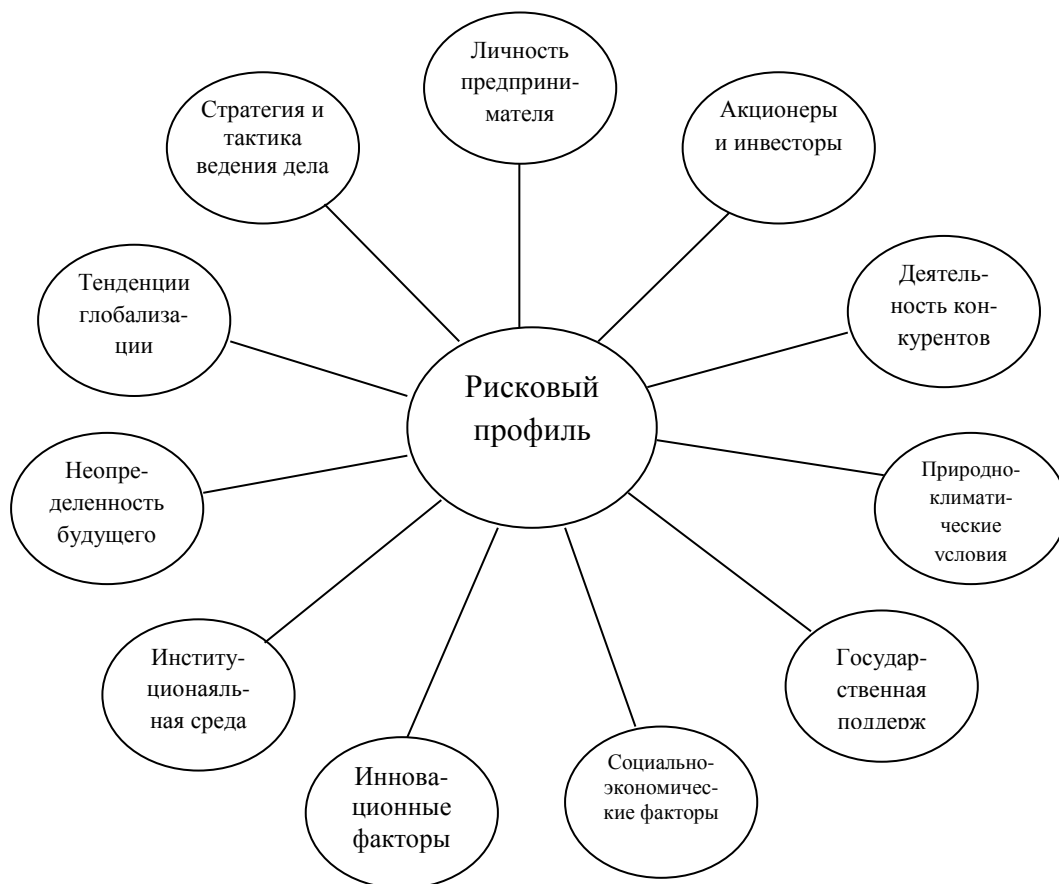 Личность
предприни-
мателя
Акционеры
и инвесторы
Деятель-
ность кон-
курентов
Природно-
климати-
ческие
условия
Государ-
ственная
поддерж
Социально-
экономичес-
кие факторы
Иннова-
ционные
факторы
Институ-
ционаяль-
ная среда
Неопре-
деленность
будущего
Тенденции
глобализа-
ции
Стратегия и
тактика
ведения дела
Рисковый
профиль